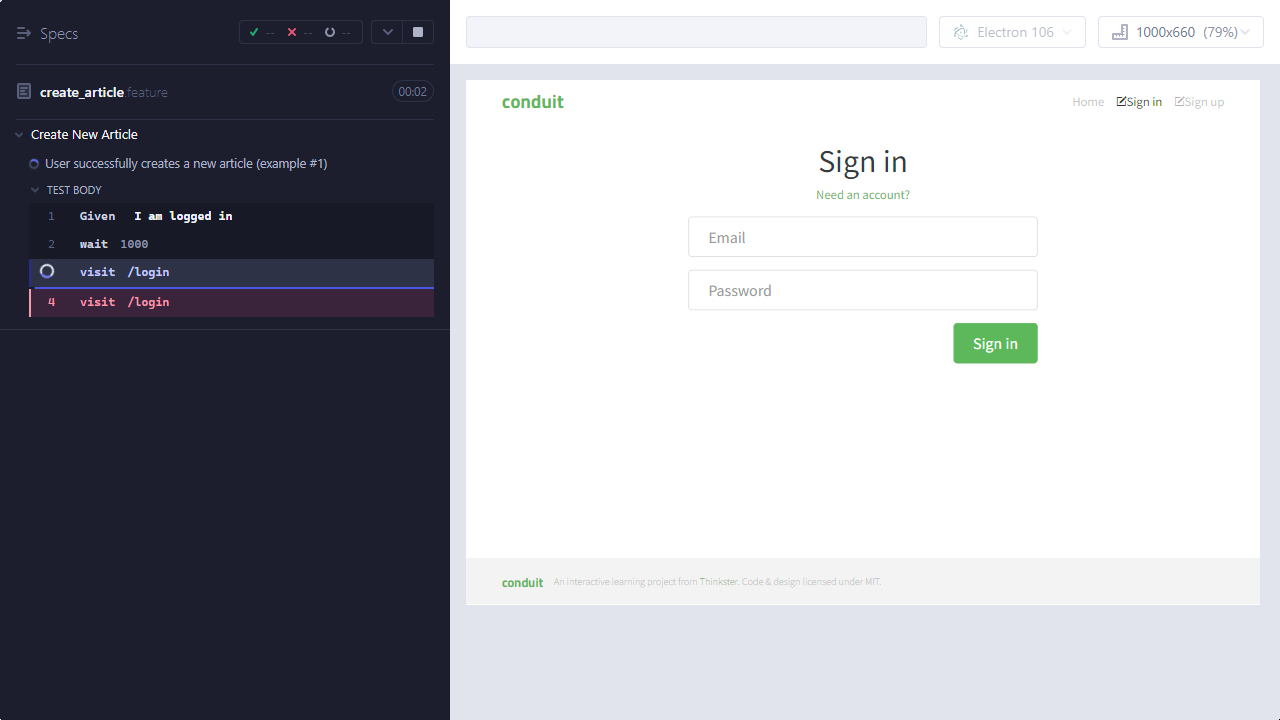 Specs
-- -- --
create_article.feature 00:02
Create New Article
User successfully creates a new article (example #1)
TEST BODY
1 Given I am logged in
2 wait 1000
visit /login
4 visit /login
Electron 106
1000x660 (79%)
conduit
Home Sign in Sign up
Sign in
Need an account?
Email
Password
Sign in
conduit An interactive learning project from Thinkster. Code & design licensed under MIT.